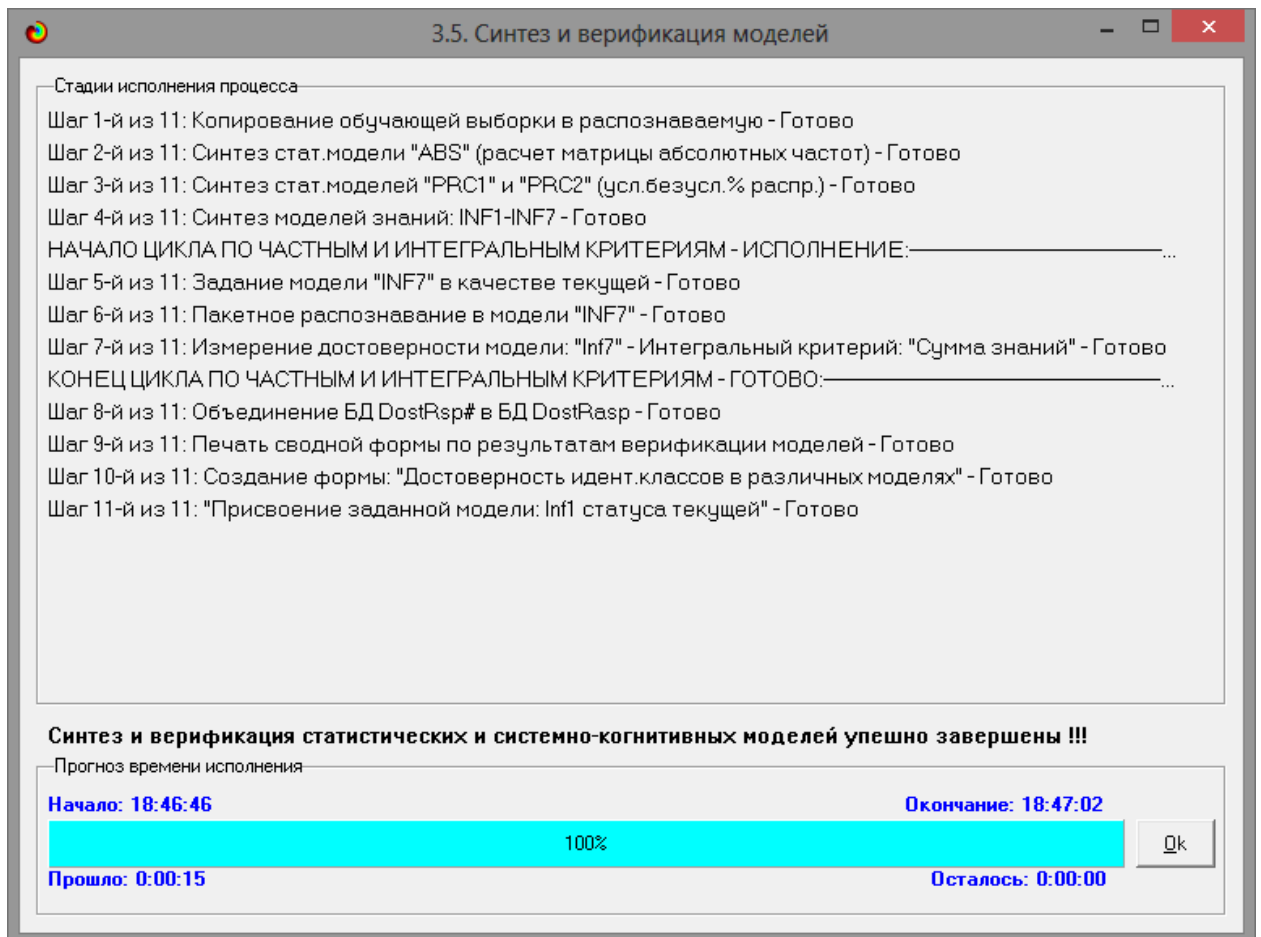 3.5. Синтез и верификация моделей
Стадии исполнения процесса
Шаг 1-й из 11: Копирование обучающей выборки в распознаваемую - Готово
Шаг 2-й из 11: Синтез стат.модели "ABS" (расчет матрицы абсолютных частот) - Готово
Шаг 3-й из 11: Синтез стат.моделей "PRC1" и "PRC2" (усл.безусл.% распр.) - Готово
Шаг 4-й из 11: Синтез моделей знаний: INF1-INF7 - Готово
НАЧАЛО ЦИКЛА ПО ЧАСТНЫМ И ИНТЕГРАЛЬНЫМ КРИТЕРИЯМ - ИСПОЛНЕНИЕ:————————————————...
Шаг 5-й из 11: Задание модели "INF7" в качестве текущей - Готово
Шаг 6-й из 11: Пакетное распознавание в модели "INF7" - Готово
Шаг 7-й из 11: Измерение достоверности модели: "Inf7" - Интегральный критерий: "Сумма знаний" - Готово
КОНЕЦ ЦИКЛА ПО ЧАСТНЫМ И ИНТЕГРАЛЬНЫМ КРИТЕРИЯМ - ГОТОВО:————————————————————...
Шаг 8-й из 11: Объединение БД DostRsp# в БД DostRasp - Готово
Шаг 9-й из 11: Печать сводной формы по результатам верификации моделей - Готово
Шаг 10-й из 11: Создание формы: "Достоверность идент.классов в различных моделях" - Готово
Шаг 11-й из 11: "Присвоение заданной модели: Inf1 статуса текущей" - Готово
Синтез и верификация статистических и системно-когнитивных моделей упешно завершены !!!
Прогноз времени исполнения
Начало: 18:46:46 Окончание: 18:47:02
100% Ok
Прошло: 0:00:15 Осталось: 0:00:00